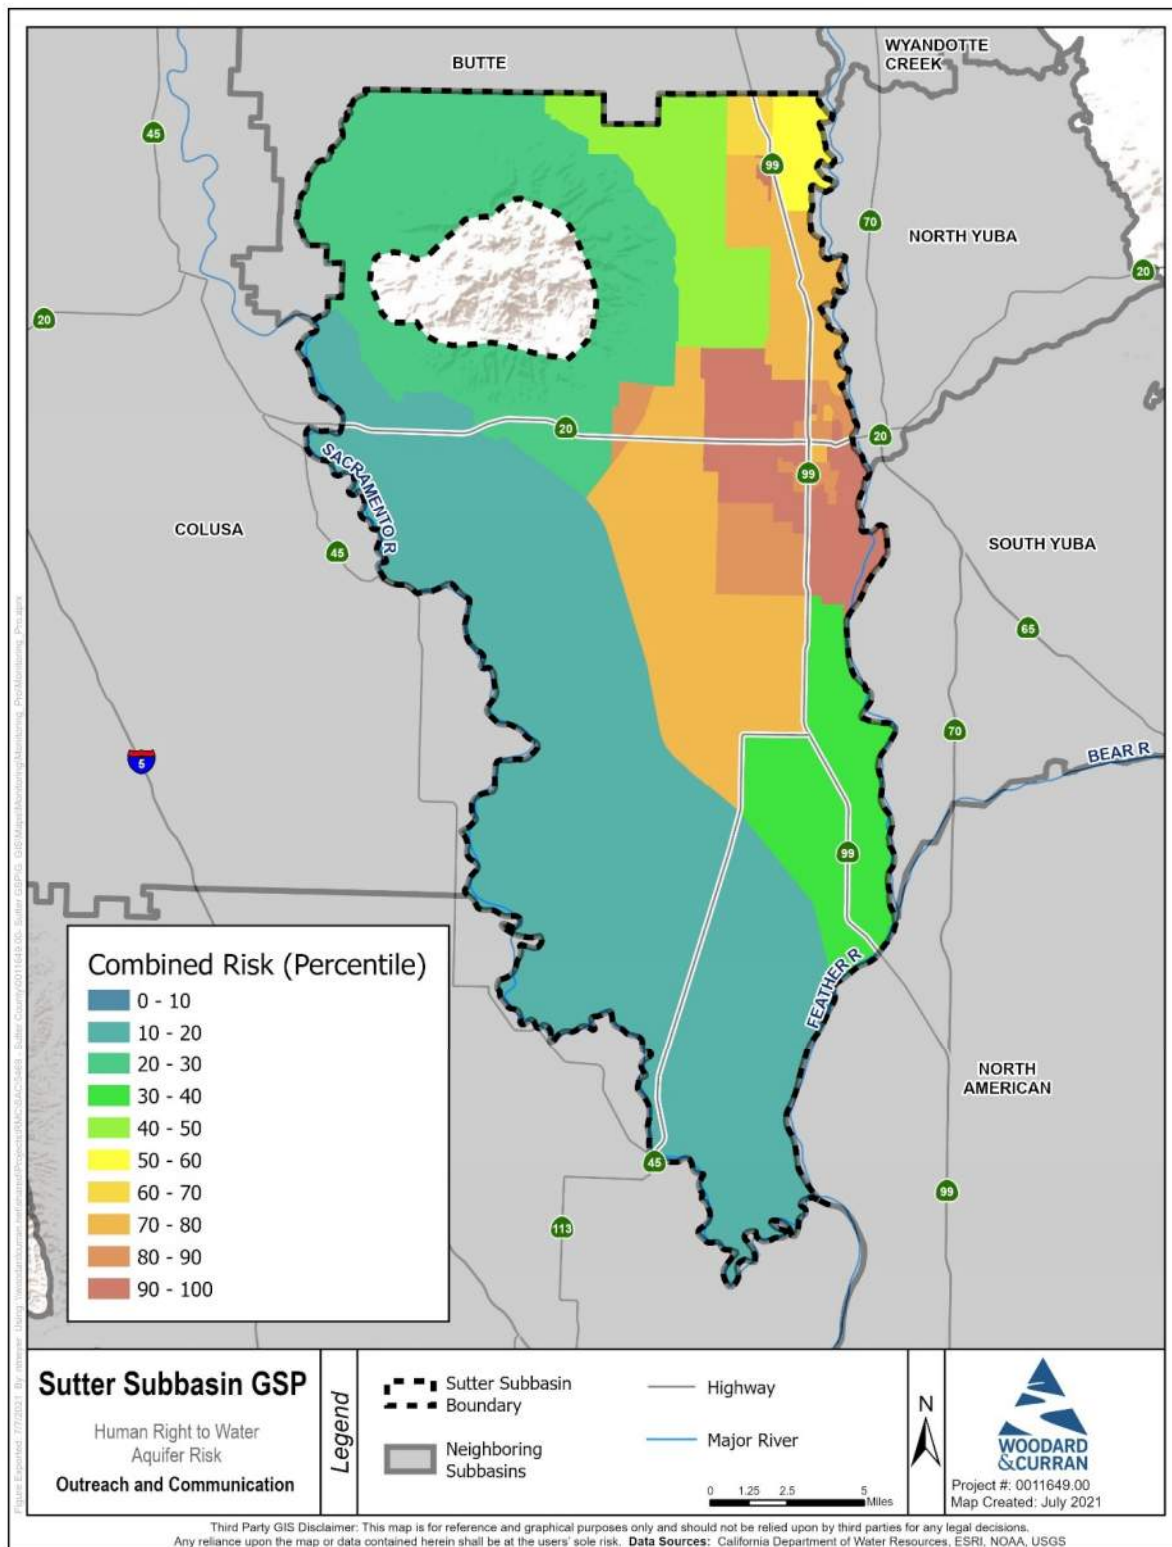 BUTTE
WYANDOTTE
CREEK
45
99
70
NORTH YUBA
20
20
20
20
99
SACRAMENTO R
COLUSA
45
SOUTH YUBA
65
70
5
BEAR R
99
FEATHER R
NORTH
AMERICAN
45
99
113
Combined Risk (Percentile)
0 - 10
10 - 20
20 - 30
30 - 40
40 - 50
50 - 60
60 - 70
70 - 80
80 - 90
90 - 100
Sutter Subbasin GSP
Human Right to Water
Aquifer Risk
Outreach and Communication
Legend
Sutter Subbasin
Boundary
Neighboring
Subbasins
Highway
Major River
0 1.25 2.5 5
Miles
N
WOODARD
&CURRAN
Project #: 0011649.00
Map Created: July 2021
Third Party GIS Disclaimer: This map is for reference and graphical purposes only and should not be relied upon by third parties for any legal decisions.
Any reliance upon the map or data contained herein shall be at the users' sole risk. Data Sources: California Department of Water Resources, ESRI, NOAA, USGS
Figure Exported: 7/7/2021 By: